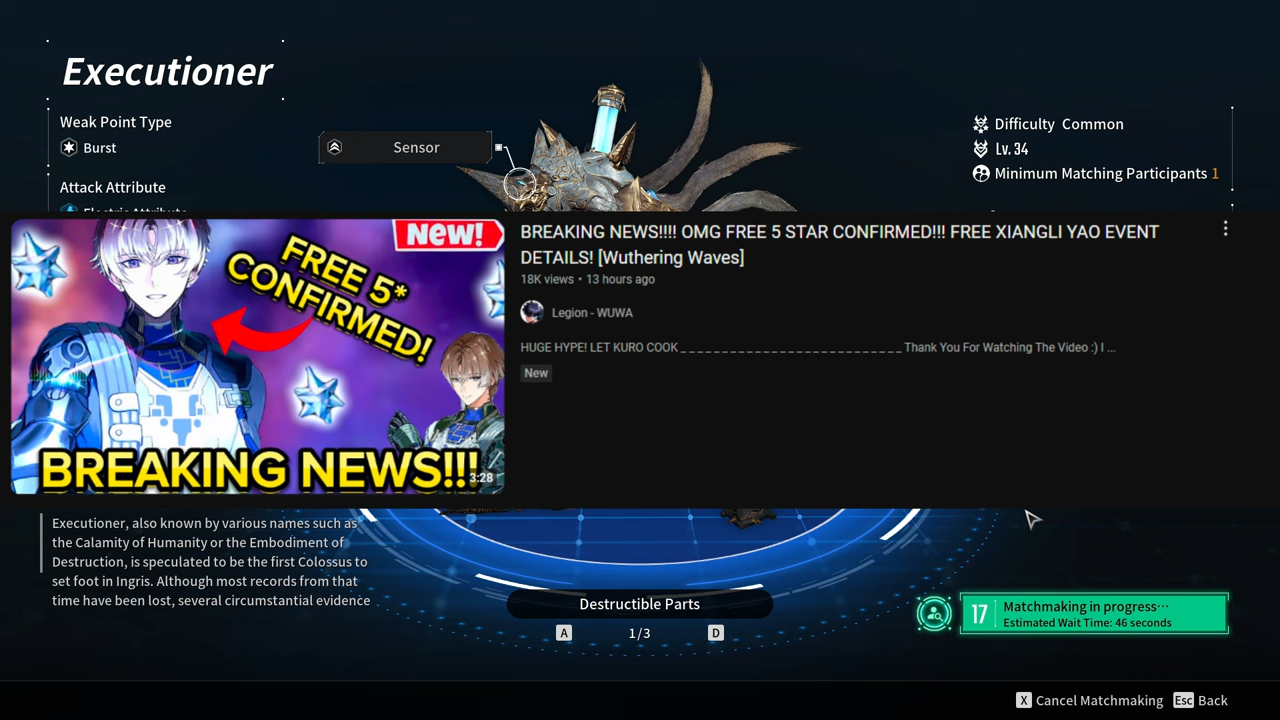 Executioner
Weak Point Type
Burst
Attack Attribute
Electric Attribute
Sensor
Difficulty Common
Lv. 34
Minimum Matching Participants 1
New!
FREE 5*
CONFIRMED!
BREAKING NEWS!!!
3:28
BREAKING NEWS!!!! OMG FREE 5 STAR CONFIRMED!!! FREE XIANGLI YAO EVENT
DETAILS! [Wuthering Waves]
18K views • 13 hours ago
Legion - WUWA
HUGE HYPE! LET KURO COOK _ _ _ _ _ _ _ _ _ _ _ _ _ _ _ _ _ _ _ _ _ _ _ _ _ _ _ Thank You For Watching The Video :) I ...
New
Executioner, also known by various names such as
the Calamity of Humanity or the Embodiment of
Destruction, is speculated to be the first Colossus to
set foot in Ingris. Although most records from that
time have been lost, several circumstantial evidence
Destructible Parts
A 1/3 D
17 Matchmaking in progress···
Estimated Wait Time: 46 seconds
X Cancel Matchmaking Esc Back